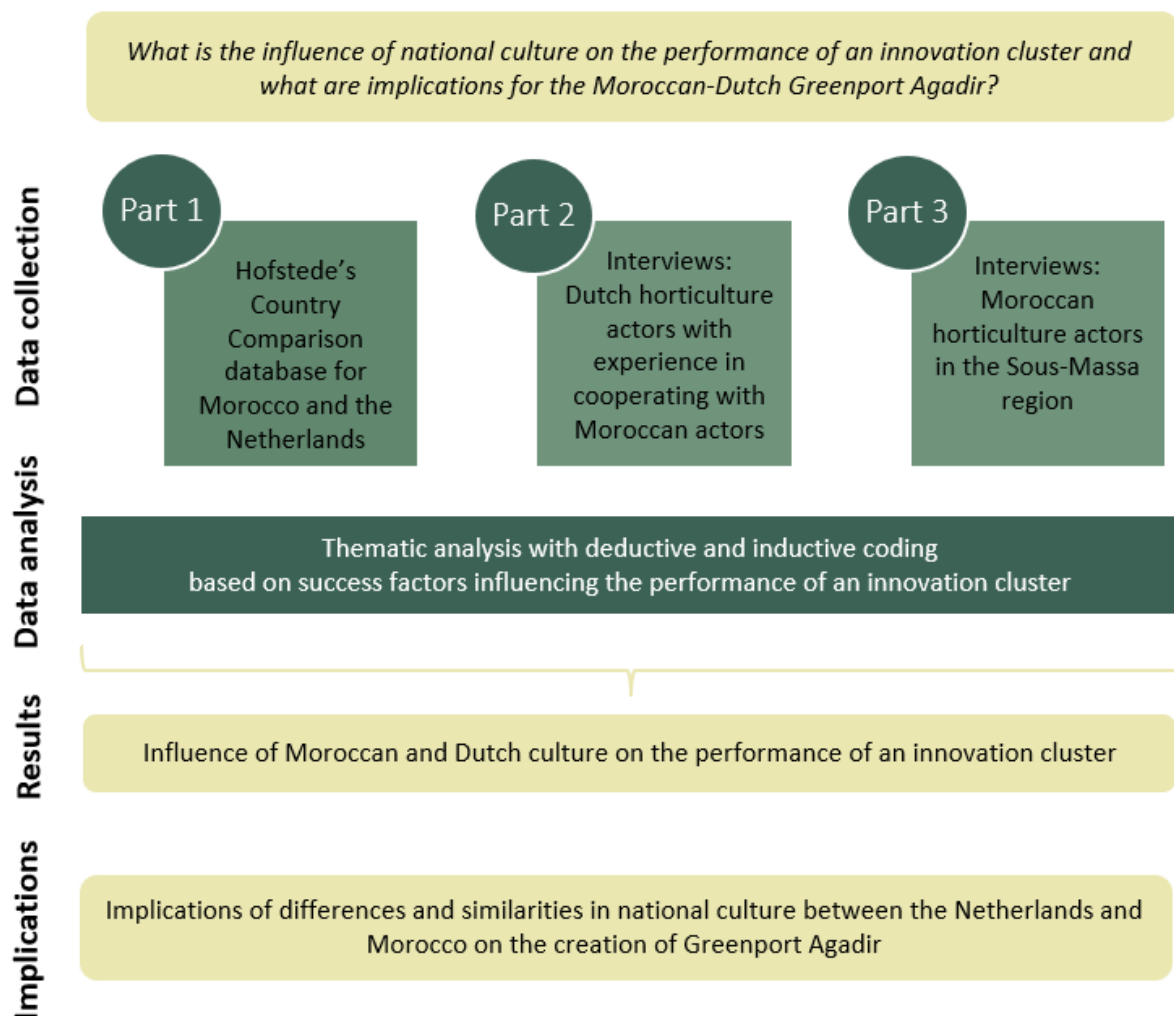 What is the influence of national culture on the performance of an innovation cluster and
what are implications for the Moroccan-Dutch Greenport Agadir?
Data collection
Part 1
Hofstede's
Country
Comparison
database for
Morocco and the
Netherlands
Part 2
Interviews:
Dutch horticulture
actors with
experience in
cooperating with
Moroccan actors
Part 3
Interviews:
Moroccan
horticulture actors
in the Sous-Massa
region
Data analysis
Thematic analysis with deductive and inductive coding
based on success factors influencing the performance of an innovation cluster
Results
Influence of Moroccan and Dutch culture on the performance of an innovation cluster
Implications
Implications of differences and similarities in national culture between the Netherlands and
Morocco on the creation of Greenport Agadir